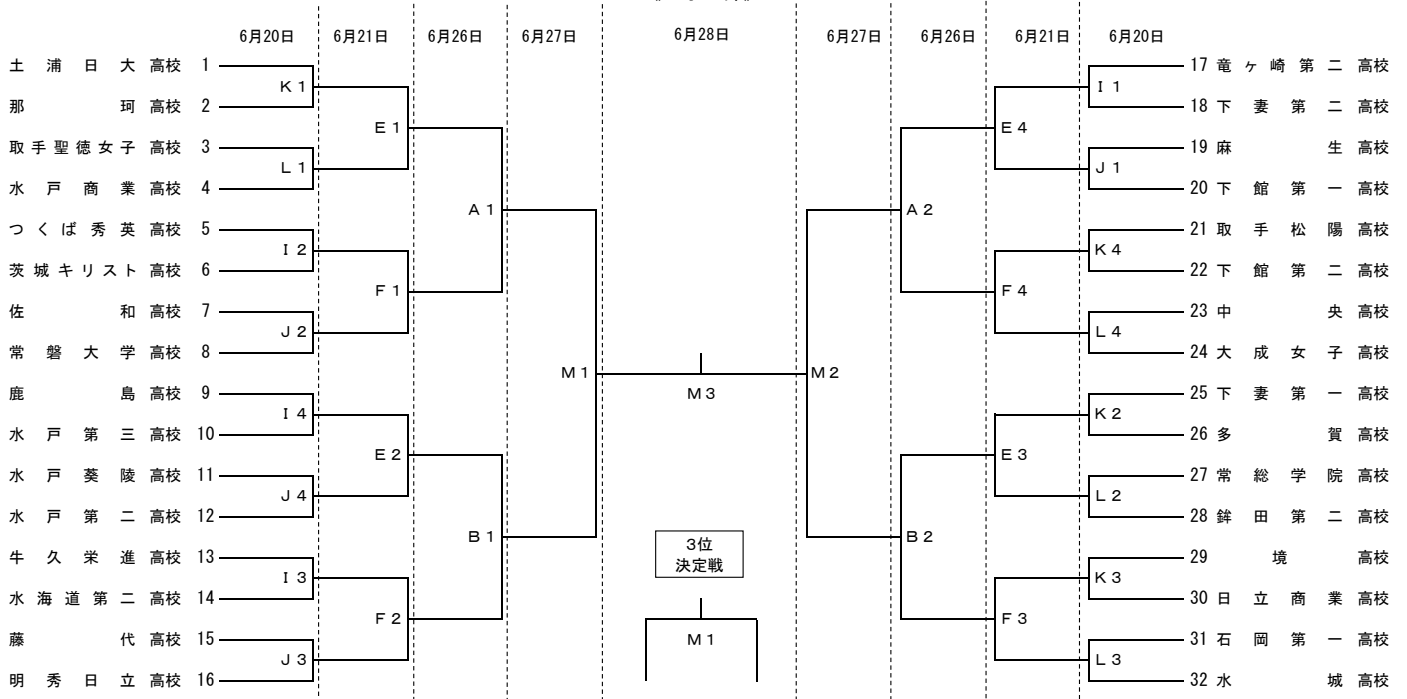 6月20日 6月21日 6月26日 6月27日 6月28日 6月27日 6月26日 6月21日 6月20日
土浦日大 高校 1
K1
那珂 高校 2
E1
取手聖徳女子 高校 3
L1
水戸商業 高校 4
A1
つくば秀英 高校 5
I2
茨城キリスト 高校 6
F1
佐和 高校 7
J2
常磐大学 高校 8
M1
鹿島 高校 9
I4
水戸第三 高校 10
E2
水戸葵陵 高校 11
J4
水戸第二 高校 12
B1
牛久栄進 高校 13
I3
水海道第二 高校 14
F2
藤代 高校 15
J3
明秀日立 高校 16
M3
3位
決定戦
M1
17 竜ヶ崎第二 高校
I1
18 下妻第二 高校
E4
19 麻生 高校
J1
20 下館第一 高校
A2
21 取手松陽 高校
K4
22 下館第二 高校
F4
23 中央 高校
L4
24 大成女子 高校
M2
25 下妻第一 高校
K2
26 多賀 高校
E3
27 常総学院 高校
L2
28 鉾田第二 高校
B2
29 境 高校
K3
30 日立商業 高校
F3
31 石岡第一 高校
L3
32 水城 高校